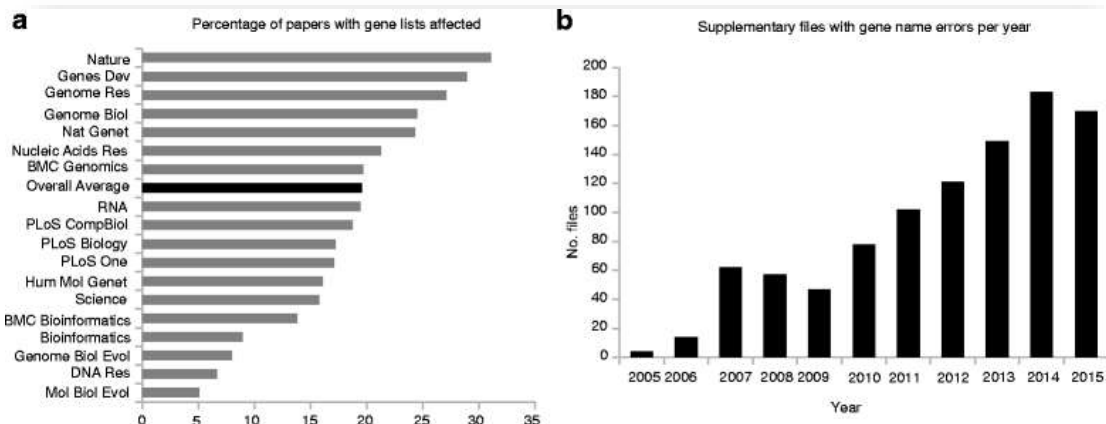 a
Percentage of papers with gene lists affected
Nature
Genes Dev
Genome Res
Genome Biol
Nat Genet
Nucleic Acids Res
BMC Genomics
Overall Average
RNA
PLoS CompBiol
PLoS Biology
PLoS One
Hum Mol Genet
Science
BMC Bioinformatics
Bioinformatics
Genome Biol Evol
DNA Res
Mol Biol Evol
0 5 10 15 20 25 30 35
b
Supplementary files with gene name errors per year
200
180
160
140
120
100
80
60
40
20
0
No. files
2005 2006 2007 2008 2009 2010 2011 2012 2013 2014 2015
Year